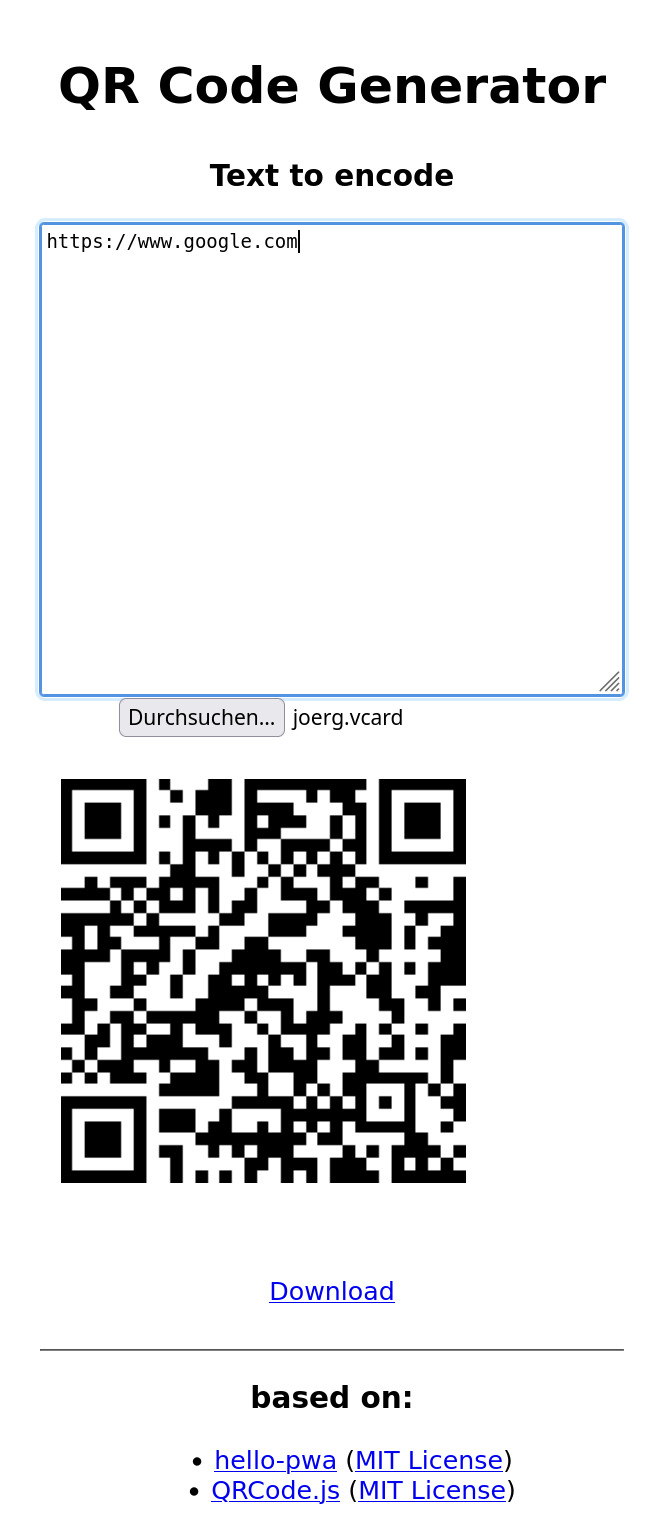 QR Code Generator
Text to encode
https://www.google.com
Durchsuchen... joerg.vcard
Download
based on:
• hello-pwa (MIT License)
• QRCode.js (MIT License)